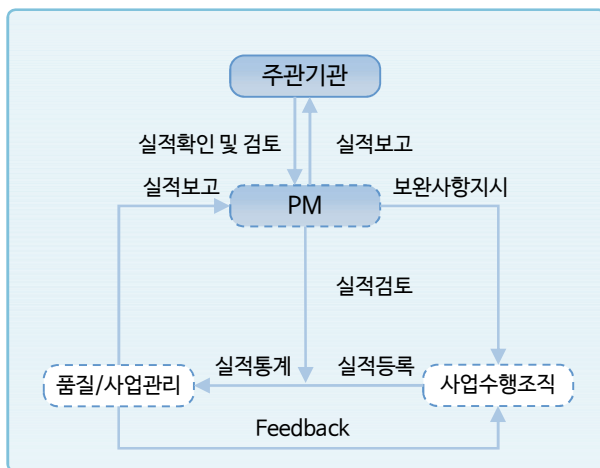 주관기관
실적확인 및 검토
실적보고
실적보고
PM
보완사항지시
실적검토
실적통계
실적등록
품질/사업관리
사업수행조직
Feedback